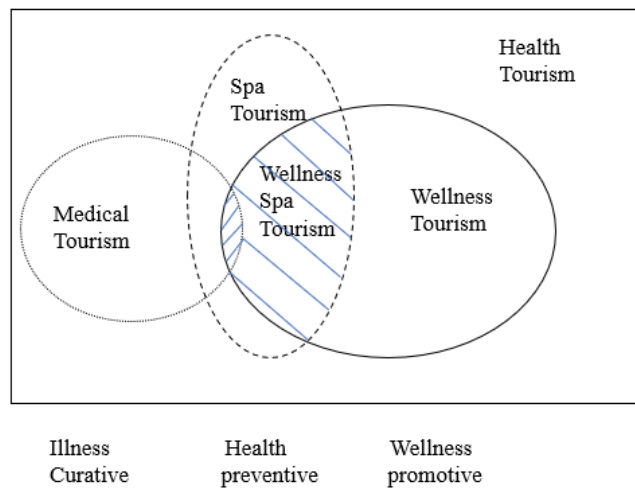 Health
Tourism
Spa
Tourism
Wellness
Spa
Tourism
Medical
Tourism
Wellness
Tourism
Illness
Curative
Health
preventive
Wellness
promotive